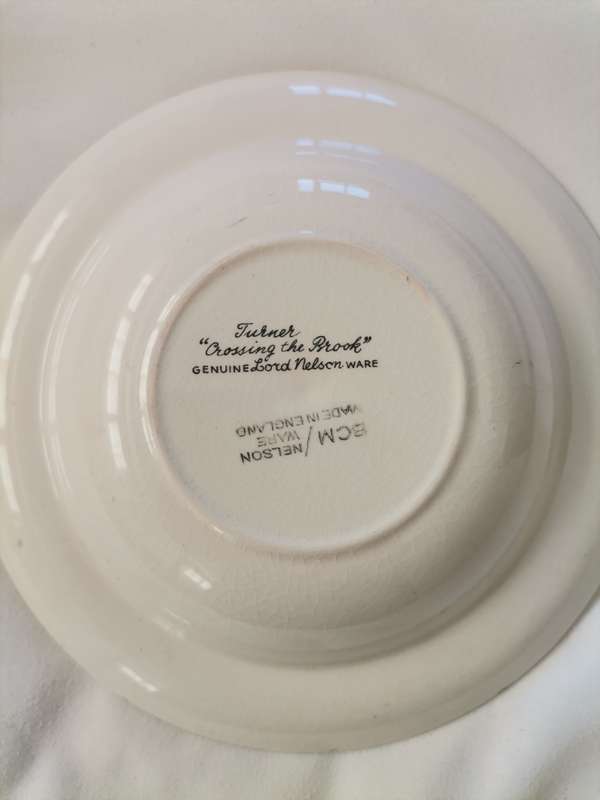 Turner
"Crossing the Brook"
GENUINE Lord Nelson WARE
BCM/NELSON
WARE
MADE IN ENGLAND